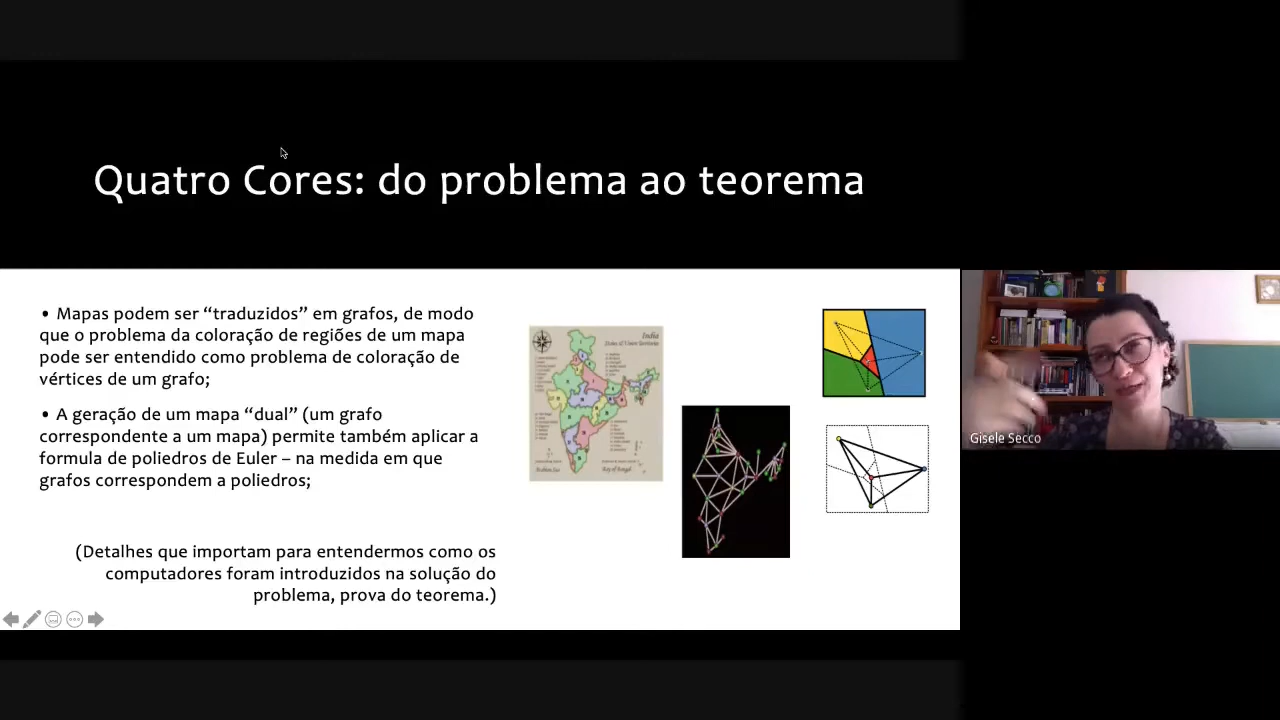 Quatro Cores: do problema ao teorema
• Mapas podem ser “traduzidos” em grafos, de modo
que o problema da coloração de regiões de um mapa
pode ser entendido como problema de coloração de
vértices de um grafo;
• A geração de um mapa “dual” (um grafo
correspondente a um mapa) permite também aplicar a
formula de poliedros de Euler – na medida em que
grafos correspondem a poliedros;
(Detalhes que importam para entendermos como os
computadores foram introduzidos na solução do
problema, prova do teorema.)
India
Gisele Secco